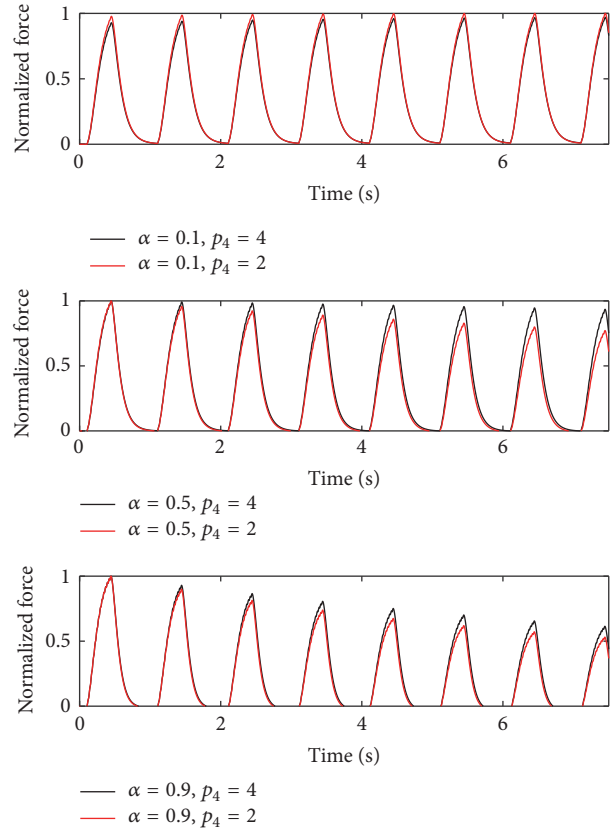 Normalized force
1
0.5
0
0 2 4 6
Time (s)
α = 0.1, p₄ = 4
α = 0.1, p₄ = 2
Normalized force
1
0.5
0
0 2 4 6
Time (s)
α = 0.5, p₄ = 4
α = 0.5, p₄ = 2
Normalized force
1
0.5
0
0 2 4 6
Time (s)
α = 0.9, p₄ = 4
α = 0.9, p₄ = 2